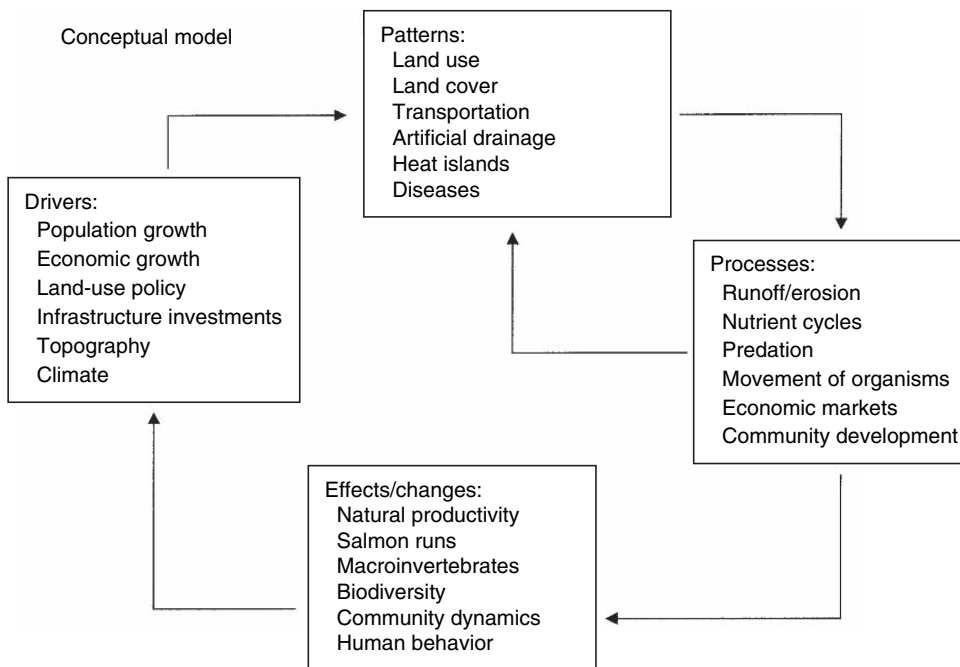 Conceptual model
Patterns:
Land use
Land cover
Transportation
Artificial drainage
Heat islands
Diseases
Drivers:
Population growth
Economic growth
Land-use policy
Infrastructure investments
Topography
Climate
Processes:
Runoff/erosion
Nutrient cycles
Predation
Movement of organisms
Economic markets
Community development
Effects/changes:
Natural productivity
Salmon runs
Macroinvertebrates
Biodiversity
Community dynamics
Human behavior